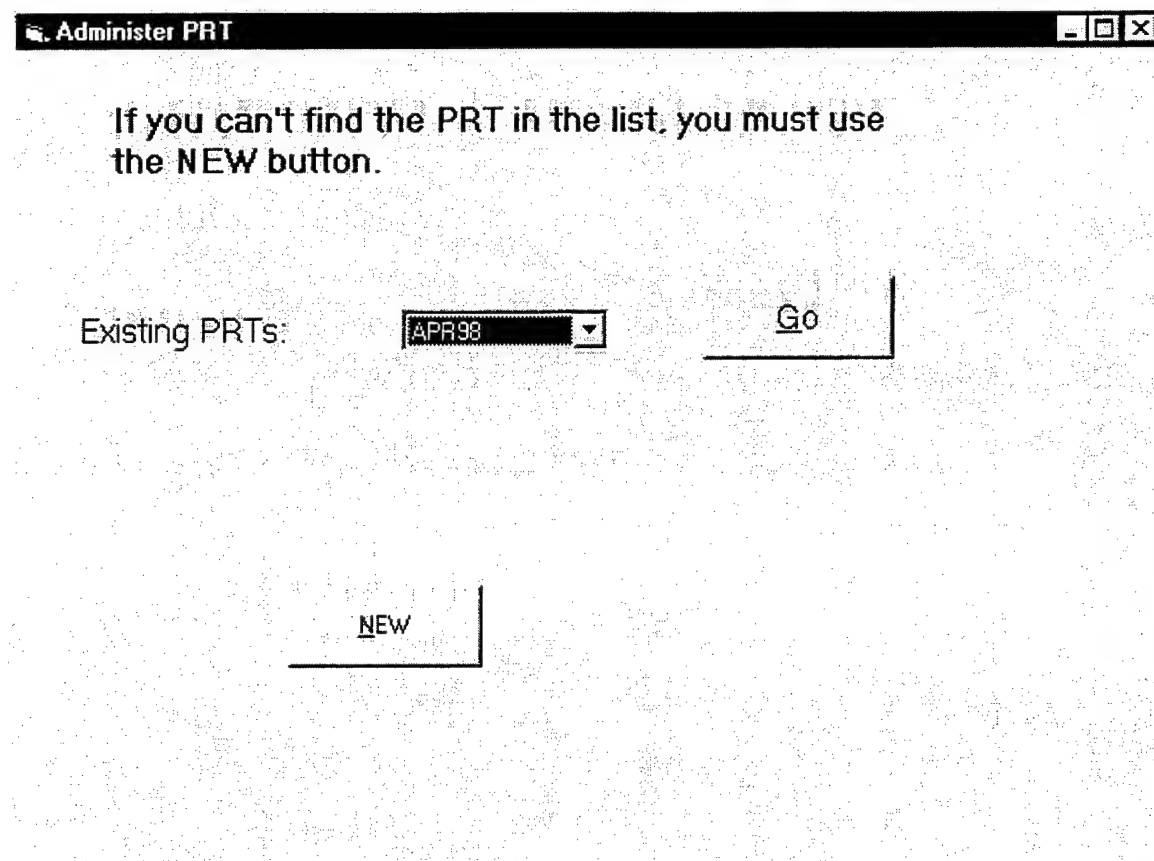 Administer PRT
If you can't find the PRT in the list, you must use
the NEW button.
Existing PRTs:
APR98
Go
NEW